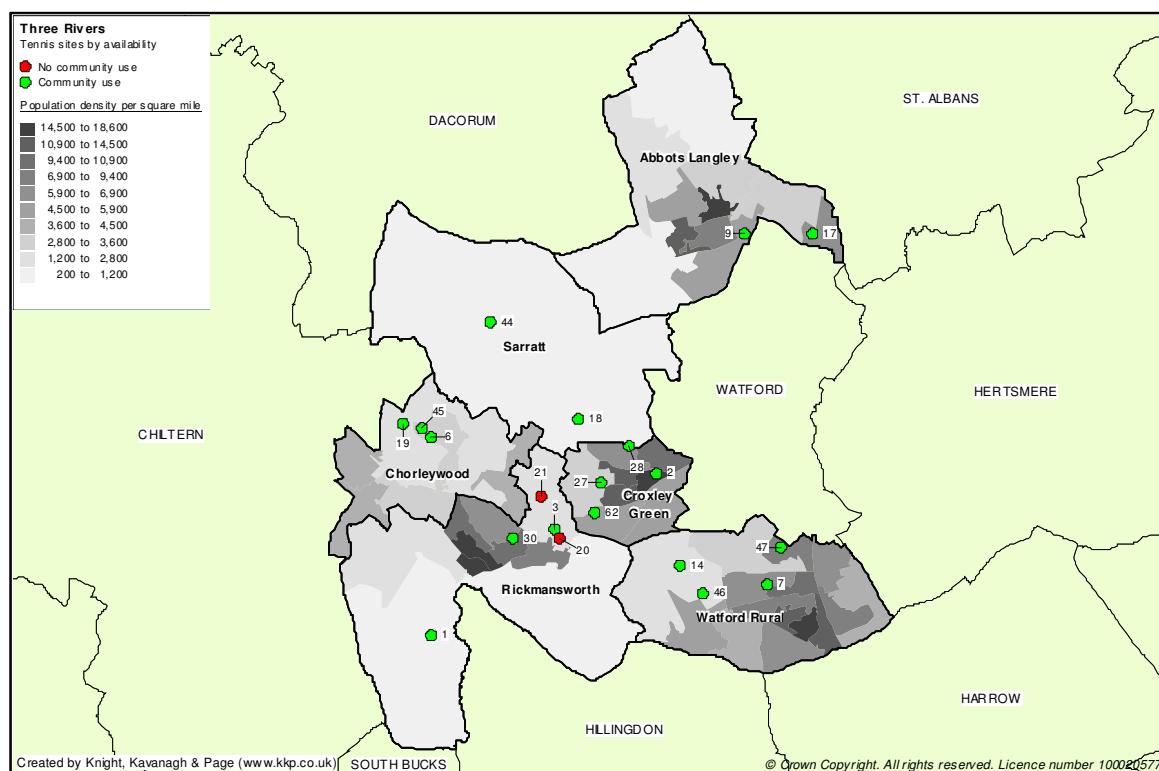 Three Rivers
Tennis sites by availability
No community use
Community use
Population density per square mile
14,500 to 18,600
10,900 to 14,500
9,400 to 10,900
6,900 to 9,400
5,900 to 6,900
4,500 to 5,900
3,600 to 4,500
2,800 to 3,600
1,200 to 2,800
200 to 1,200
DACORUM
ST. ALBANS
Abbots Langley
9
17
44
Sarratt
WATFORD
HERTSMERE
CHILTERN
45
18
19
6
28
2
Chorleywood
21
27
Croxley
Green
3
62
30
20
47
14
7
46
Rickmansworth
Watford Rural
1
HARROW
HILLINGDON
SOUTH BUCKS
Created by Knight, Kavanagh & Page (www.kkp.co.uk)
© Crown Copyright. All rights reserved. Licence number 100020577